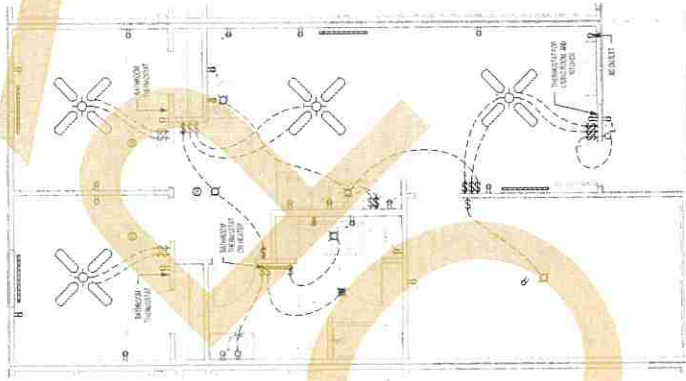 BATHROOM
THERMOSTAT
THERMOSTAT FOR
LIVING ROOM AND
KITCHEN
AC OUTLET
BATHROOM
THERMOSTAT
ON HEATER
BATHROOM
THERMOSTAT